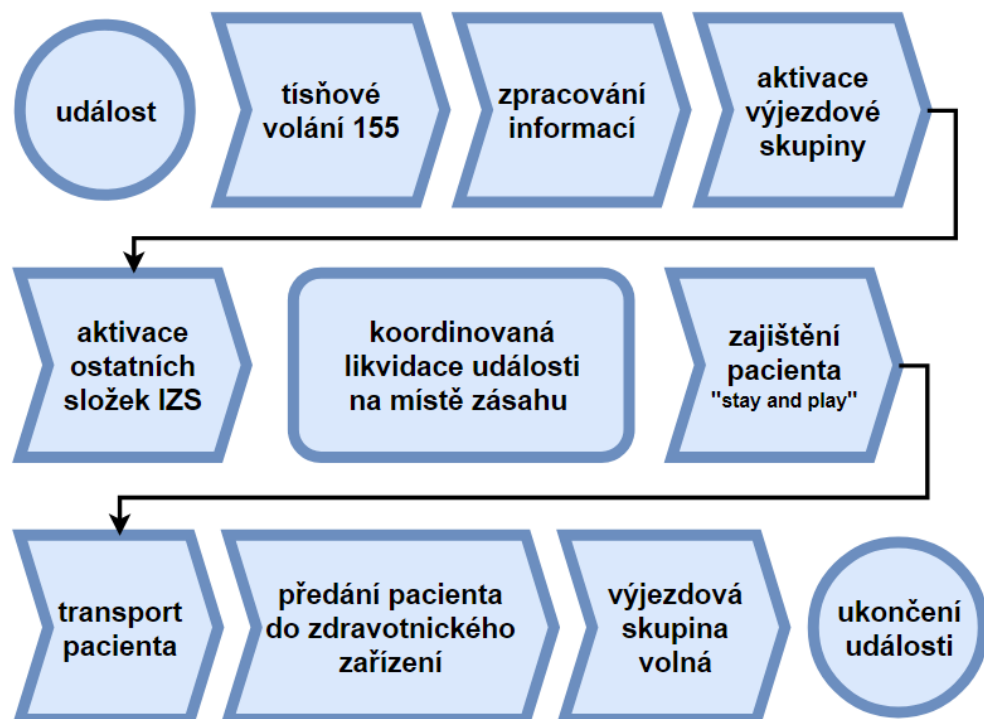 událost
tísňové
volání 155
zpracování
informací
aktivace
výjezdové
skupiny
aktivace
ostatních
složek IZS
koordinovaná
likvidace události
na místě zásahu
zajištění
pacienta
"stay and play"
transport
pacienta
předání pacienta
do zdravotnického
zařízení
výjezdová
skupina
volná
ukončení
události